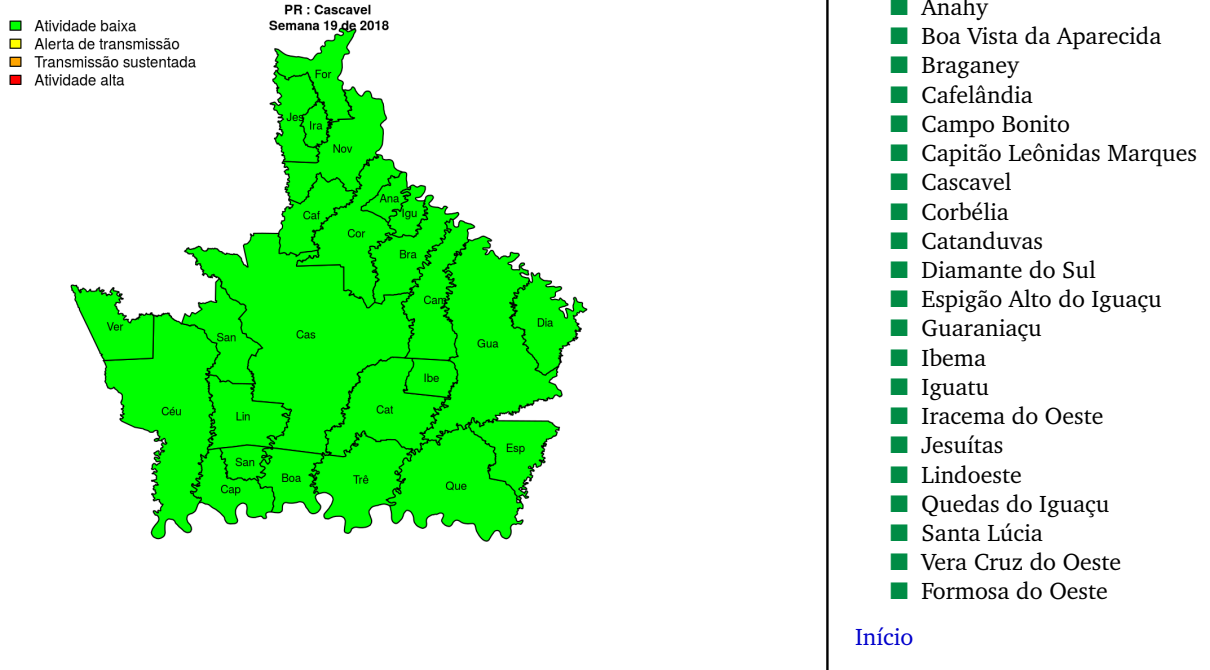 PR : Cascavel
Semana 19 de 2018
Atividade baixa
Alerta de transmissão
Transmissão sustentada
Atividade alta
For
Jes
Ira
Nov
Ana
Caf
Igu
Cor
Bra
Cam
Ver
San
Cas
Dia
Gua
Ibe
Céu
Lin
Cat
Esp
San
Cap
Boa
Trê
Que
Anahy
Boa Vista da Aparecida
Braganey
Cafelândia
Campo Bonito
Capitão Leônidas Marques
Cascavel
Corbélia
Catanduvas
Diamante do Sul
Espigão Alto do Iguaçu
Guaraniaçu
Ibema
Iguatu
Iracema do Oeste
Jesuítas
Lindoeste
Quedas do Iguaçu
Santa Lúcia
Vera Cruz do Oeste
Formosa do Oeste
Início